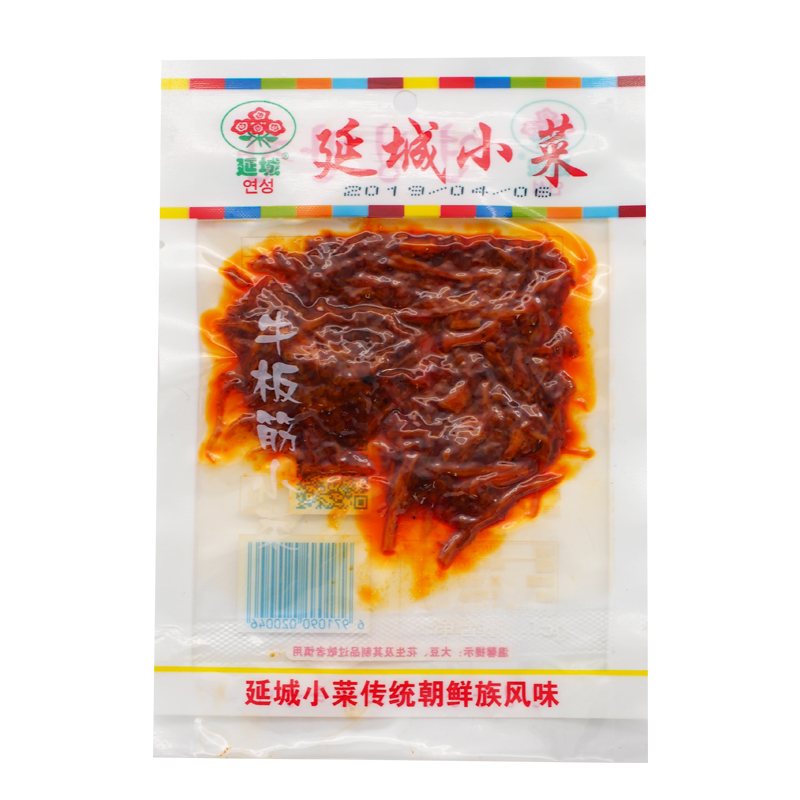 延城®
연성
延城小菜
2019/04/06
牛板筋
6 971090 020046
温馨提示：大豆、花生及其制品过敏者慎用
延城小菜传统朝鲜族风味